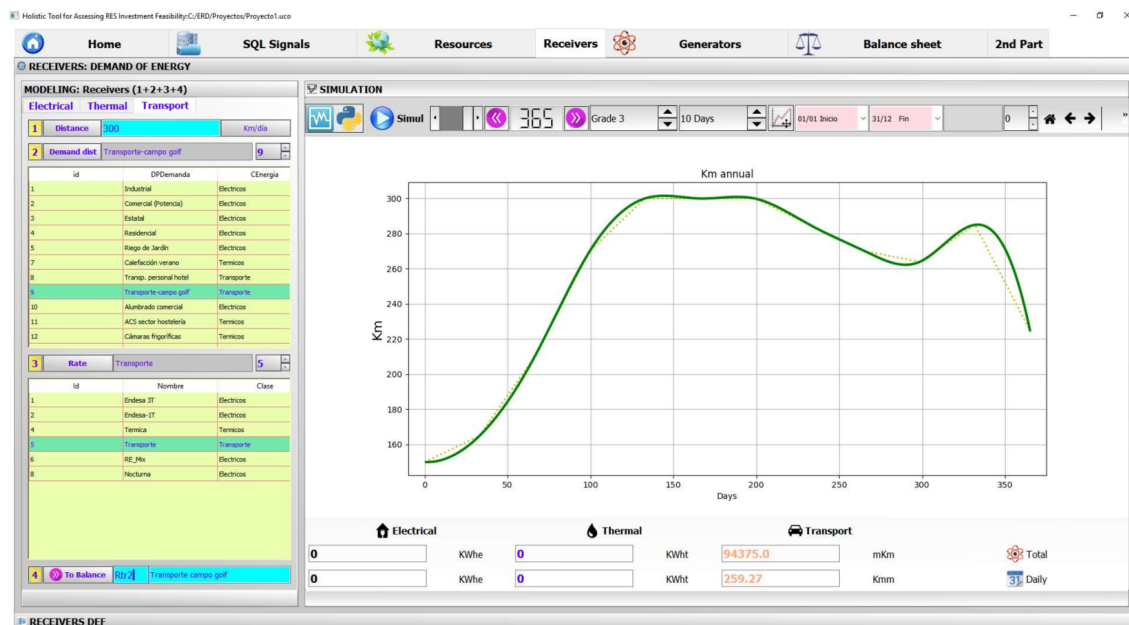 Holistic Tool for Assessing RES Investment Feasibility:C:/ERD/Proyectos/Proyecto1.uco
Home SQL Signals Resources Receivers Generators Balance sheet 2nd Part
RECEIVERS: DEMAND OF ENERGY
MODELING: Receivers (1+2+3+4)
Electrical Thermal Transport
1 Distance 300 Km/día
2 Demand dist Transporte-campo golf 9
id DPDemanda CEnergia
1 Industrial Electricos
2 Comercial (Potencia) Electricos
3 Estatal Electricos
4 Residencial Electricos
5 Riego de Jardín Electricos
7 Calefacción verano Termicos
8 Transp. personal hotel Transporte
9 Transporte-campo golf Transporte
10 Alumbrado comercial Electricos
11 ACS sector hostelería Termicos
12 Cámaras frigoríficas Termicos
3 Rate Transporte 5
Id Nombre Clase
1 Endesa 3T Electricos
2 Endesa-1T Electricos
4 Termica Termicos
5 Transporte Transporte
6 RE_Mix Electricos
8 Nocturna Electricos
4 To Balance Rtr2 Transporte campo golf
SIMULATION
Simul 365 Grade 3 10 Days 01/01 Inicio 31/12 Fin 0 »
Km annual
Km
300
280
260
240
220
200
180
160
0 50 100 150 200 250 300 350
Days
Electrical Thermal Transport
0 KWhe 0 KWht 94375.0 mKm Total
0 KWhe 0 KWht 259.27 Kmm 31 Daily
RECEIVERS DEF